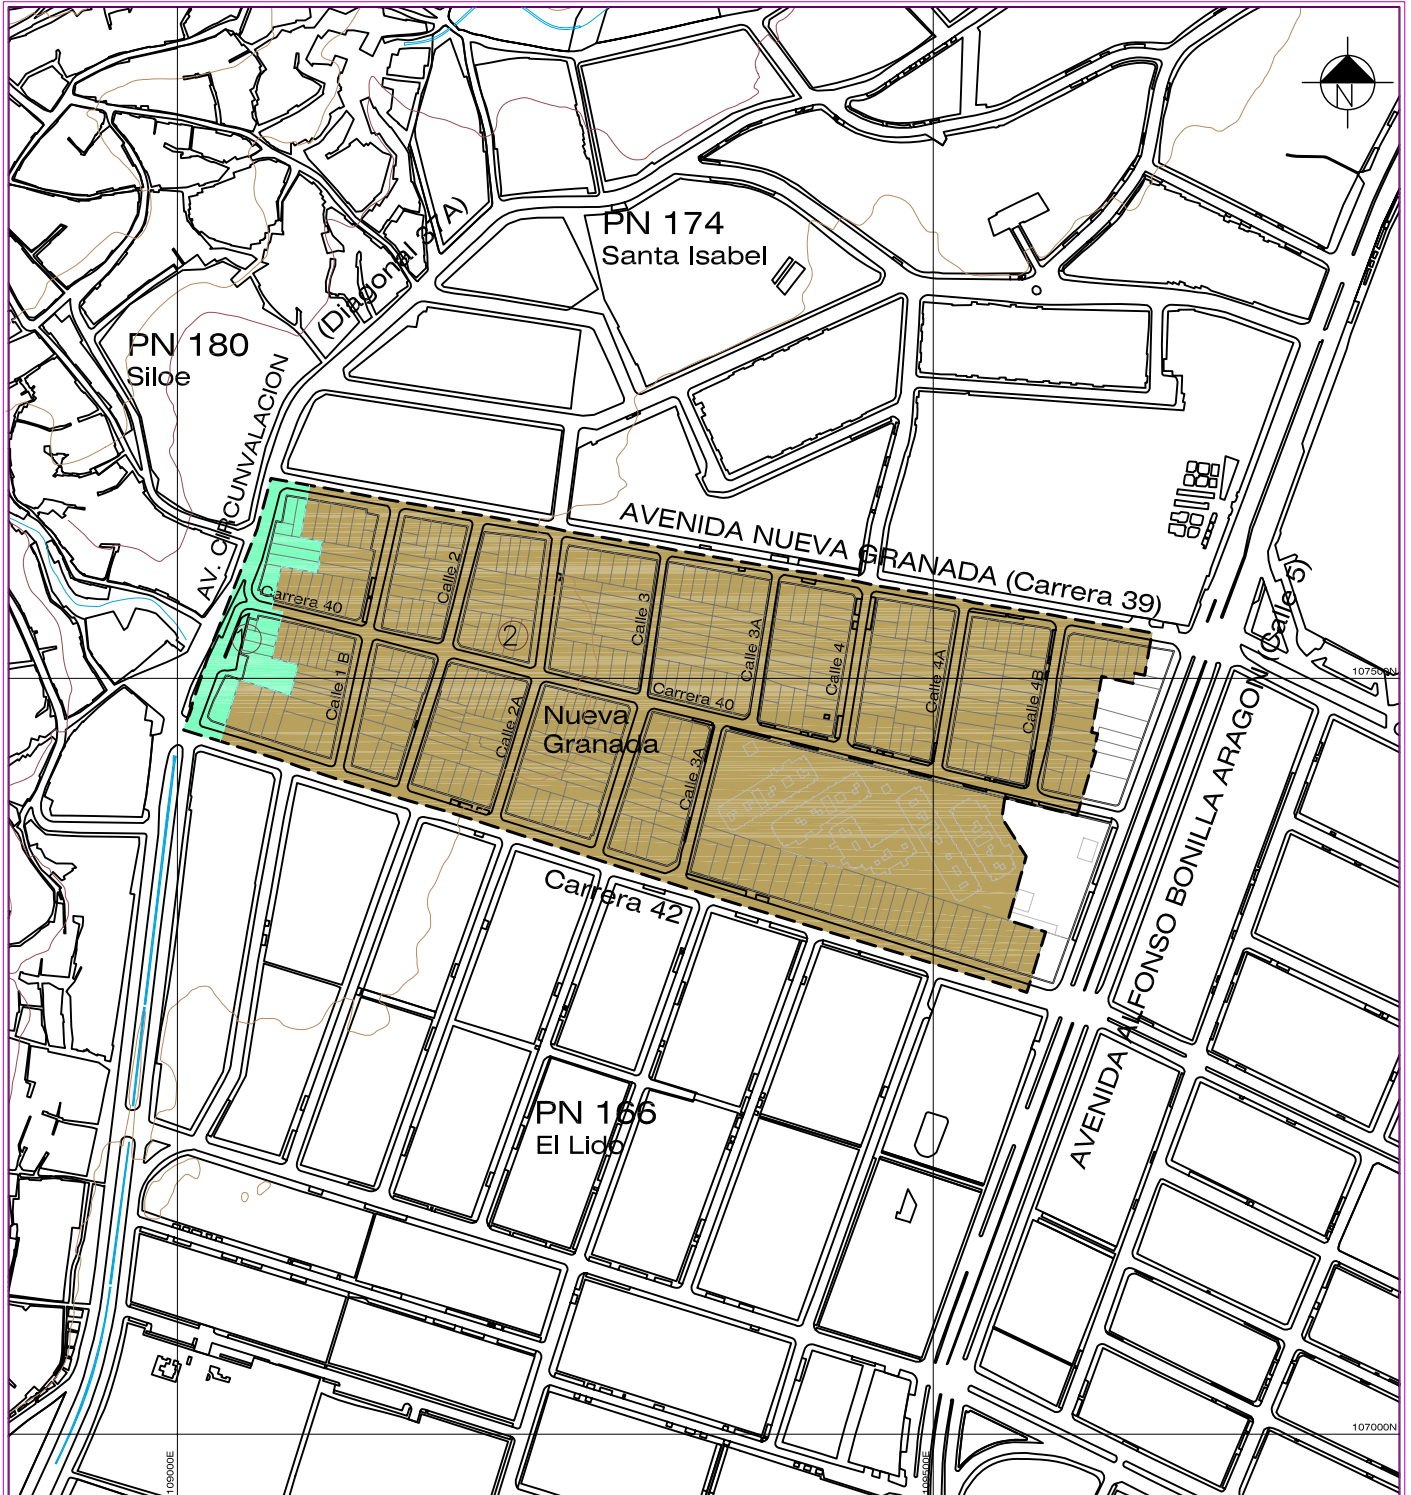 N
PN 174
Santa Isabel
(Diagonal 37 A)
PN 180
Siloe
AV. CIRCUNVALACION
AVENIDA NUEVA GRANADA (Carrera 39)
Calle 2
Calle 3
Calle 3A
Calle 4
Calle 4A
Calle 4B
Carrera 40
2
Calle 1 B
Calle 2A
Carrera 40
Nueva
Granada
Calle 3A
Carrera 42
AVENIDA ALFONSO BONILLA ARAGON (Calle 5)
107500N
PN 166
El Lido
107000N
109000E
109500E